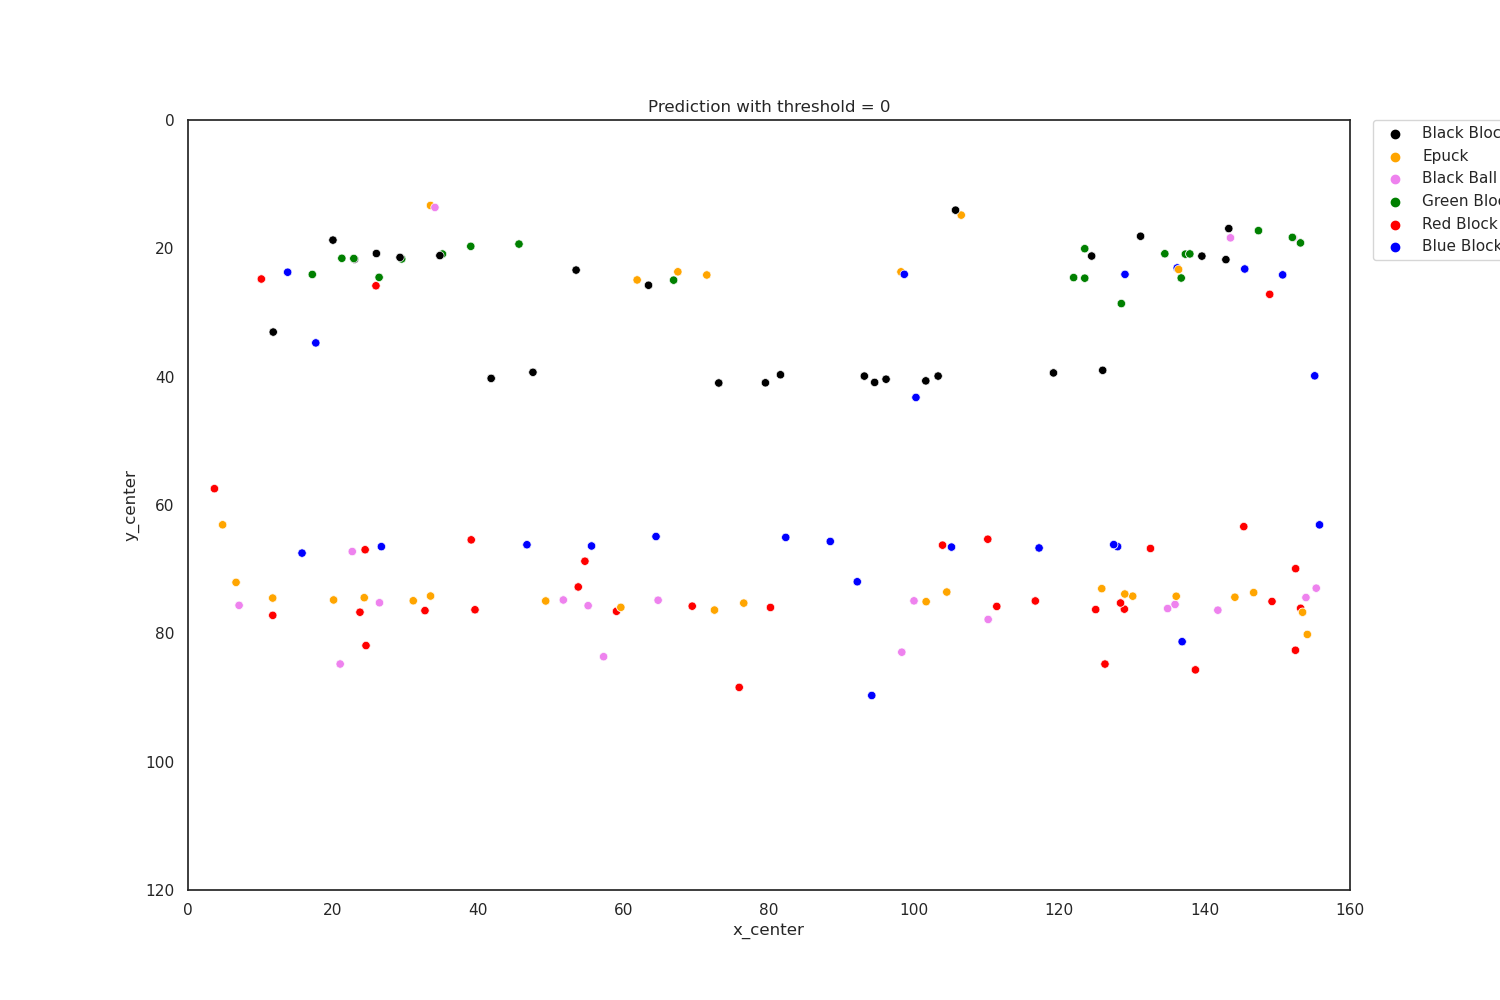 Prediction with threshold = 0
0
20
40
60
80
100
120
y_center
0
20
40
60
80
100
120
140
160
x_center
Black Bloc
Epuck
Black Ball
Green Bloc
Red Block
Blue Block